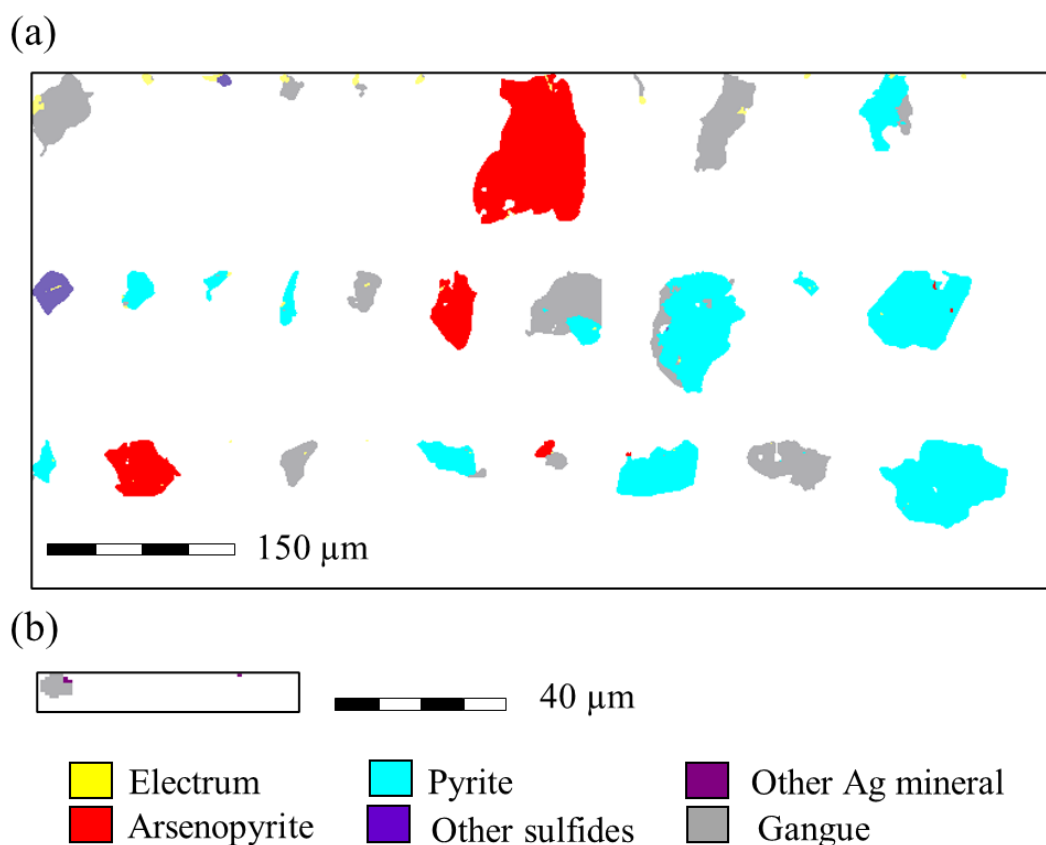 (a)
150 μm
(b)
40 μm
Electrum
Pyrite
Other Ag mineral
Arsenopyrite
Other sulfides
Gangue